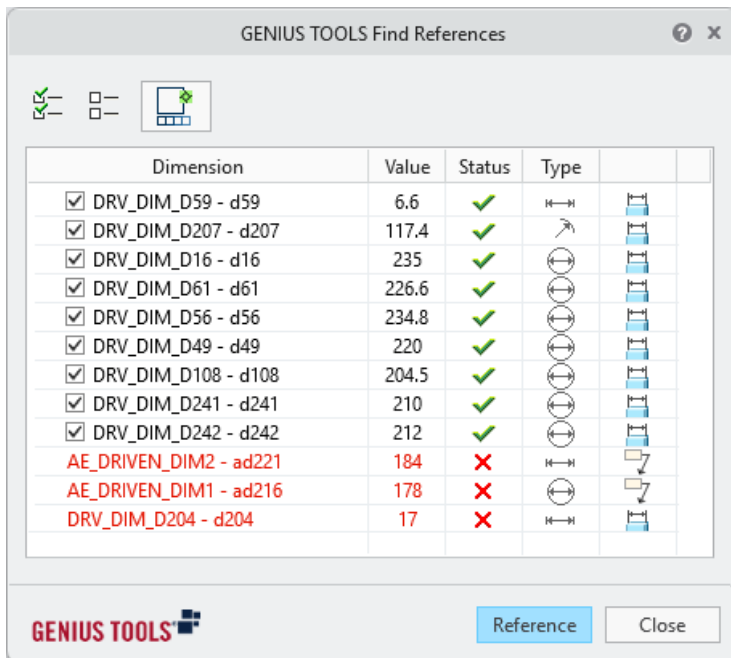 GENIUS TOOLS Find References
Dimension Value Status Type
DRV_DIM_D59 - d59 6.6
DRV_DIM_D207 - d207 117.4
DRV_DIM_D16 - d16 235
DRV_DIM_D61 - d61 226.6
DRV_DIM_D56 - d56 234.8
DRV_DIM_D49 - d49 220
DRV_DIM_D108 - d108 204.5
DRV_DIM_D241 - d241 210
DRV_DIM_D242 - d242 212
AE_DRIVEN_DIM2 - ad221 184
AE_DRIVEN_DIM1 - ad216 178
DRV_DIM_D204 - d204 17
GENIUS TOOLS Reference Close